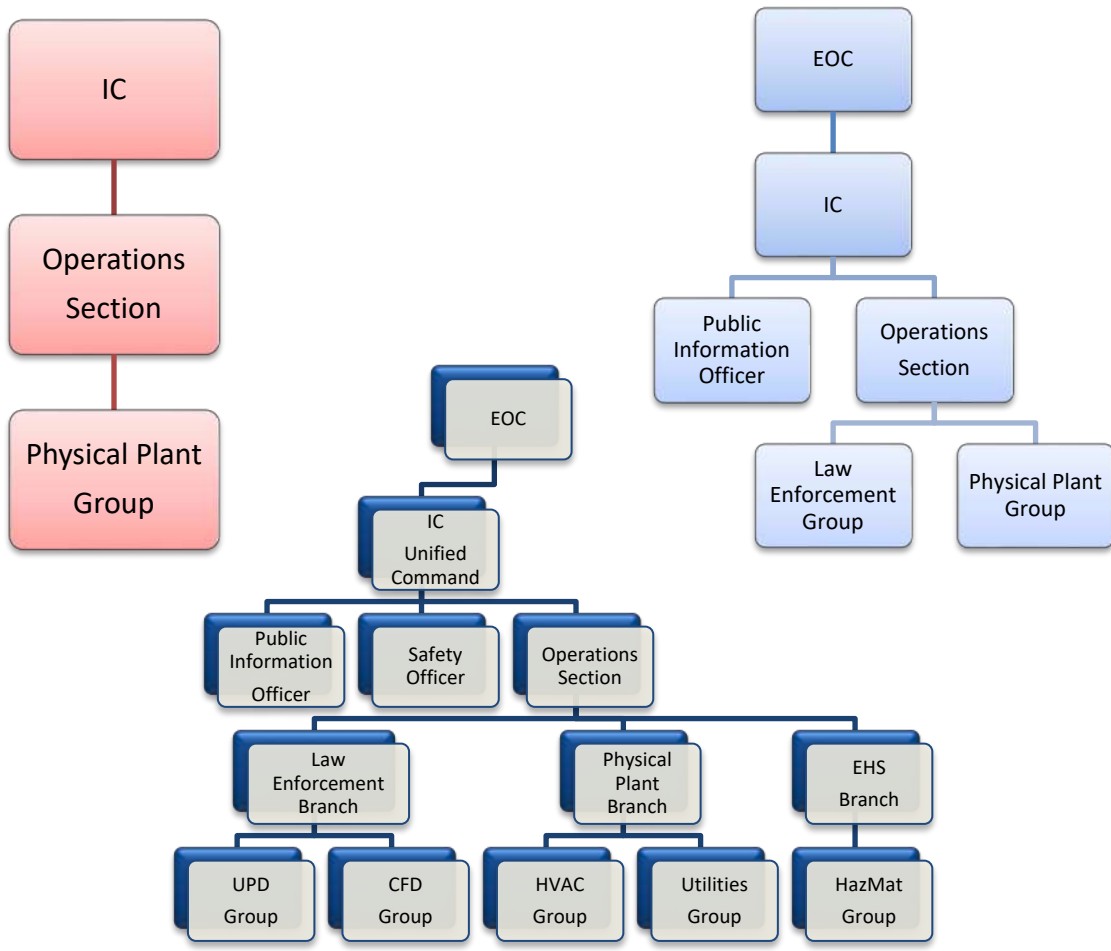 IC
Operations
Section
Physical Plant
Group
EOC
IC
Public
Information
Officer
Operations
Section
Law
Enforcement
Group
Physical Plant
Group
EOC
IC
Unified
Command
Public
Information
Officer
Safety
Officer
Operations
Section
Law
Enforcement
Branch
Physical
Plant
Branch
EHS
Branch
UPD
Group
CFD
Group
HVAC
Group
Utilities
Group
HazMat
Group